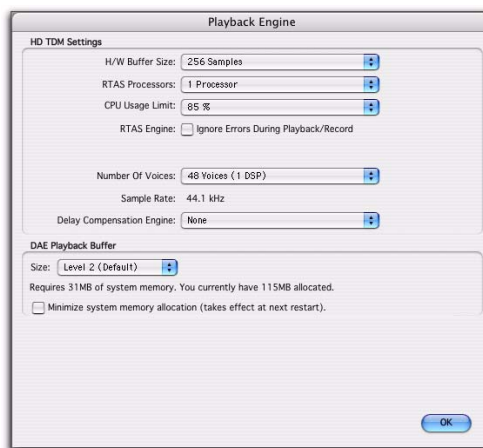 Playback Engine
HD TDM Settings
H/W Buffer Size: 256 Samples
RTAS Processors: 1 Processor
CPU Usage Limit: 85 %
RTAS Engine: Ignore Errors During Playback/Record
Number Of Voices: 48 Voices (1 DSP)
Sample Rate: 44.1 kHz
Delay Compensation Engine: None
DAE Playback Buffer
Size: Level 2 (Default)
Requires 31MB of system memory. You currently have 115MB allocated.
Minimize system memory allocation (takes effect at next restart).
OK